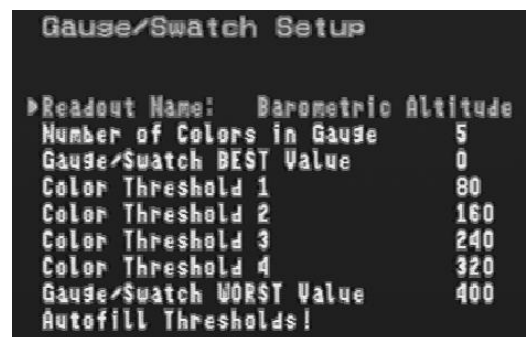 Gauge/Swatch Setup
Readout Name: Barometric Altitude
Number of Colors in Gauge 5
Gauge/Swatch BEST Value 0
Color Threshold 1 80
Color Threshold 2 160
Color Threshold 3 240
Color Threshold 4 320
Gauge/Swatch WORST Value 400
Autofill Thresholds!